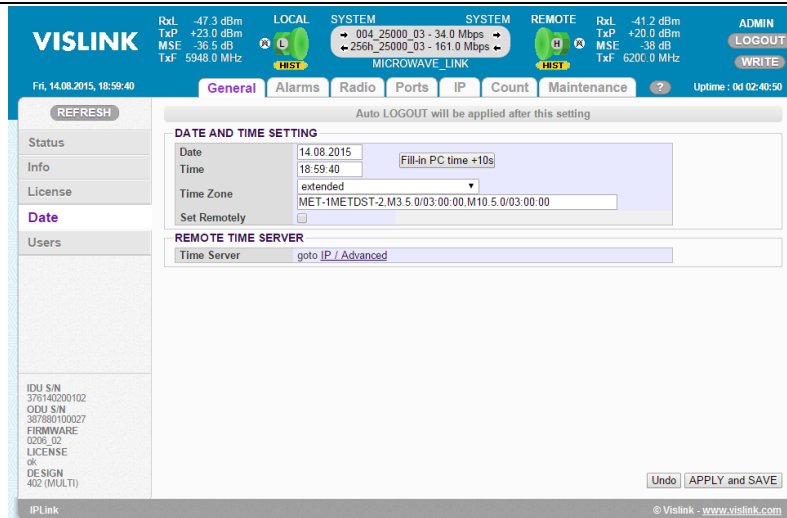 VISLINK
RxL -47.3 dBm
TxP +23.0 dBm
MSE -36.5 dB
TxF 5948.0 MHz
LOCAL
L
HIST
SYSTEM SYSTEM
→ 004_25000_03 - 34.0 Mbps →
← 256h_25000_03 - 161.0 Mbps ←
MICROWAVE_LINK
REMOTE
H
HIST
RxL -41.2 dBm
TxP +20.0 dBm
MSE -38 dB
TxF 6200.0 MHz
ADMIN
LOGOUT
WRITE
Fri, 14.08.2015, 18:59:40
General Alarms Radio Ports IP Count Maintenance ?
Uptime : 0d 02:40:50
REFRESH
Status
Info
License
Date
Users
Auto LOGOUT will be applied after this setting
DATE AND TIME SETTING
Date 14.08.2015
Time 18:59:40
Fill-in PC time +10s
Time Zone extended
MET-1METDST-2,M3.5.0/03:00:00,M10.5.0/03:00:00
Set Remotely
REMOTE TIME SERVER
Time Server goto IP / Advanced
IDU S/N
376140200102
ODU S/N
387880100027
FIRMWARE
0206_02
LICENSE
ok
DESIGN
402 (MULTI)
Undo APPLY and SAVE
IPLink
© Vislink - www.vislink.com